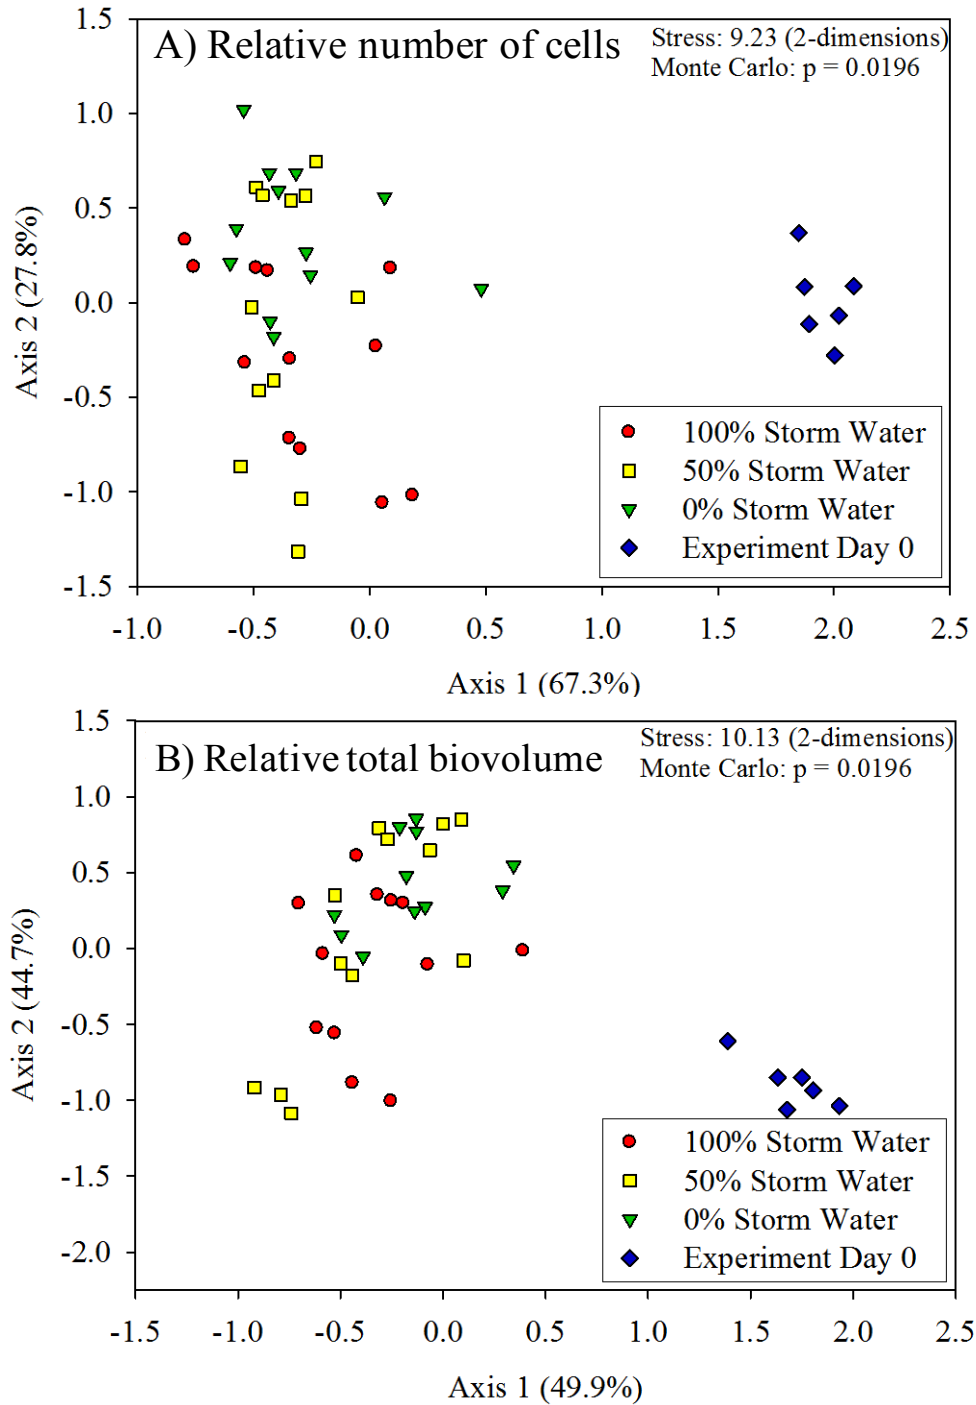 A) Relative number of cells
Stress: 9.23 (2-dimensions)
Monte Carlo: p = 0.0196
1.5
1.0
0.5
0.0
-0.5
-1.0
-1.5
Axis 2 (27.8%)
100% Storm Water
50% Storm Water
0% Storm Water
Experiment Day 0
-1.0 -0.5 0.0 0.5 1.0 1.5 2.0 2.5
Axis 1 (67.3%)
B) Relative total biovolume
Stress: 10.13 (2-dimensions)
Monte Carlo: p = 0.0196
1.5
1.0
0.5
0.0
-0.5
-1.0
-1.5
-2.0
Axis 2 (44.7%)
100% Storm Water
50% Storm Water
0% Storm Water
Experiment Day 0
-1.5 -1.0 -0.5 0.0 0.5 1.0 1.5 2.0 2.5
Axis 1 (49.9%)